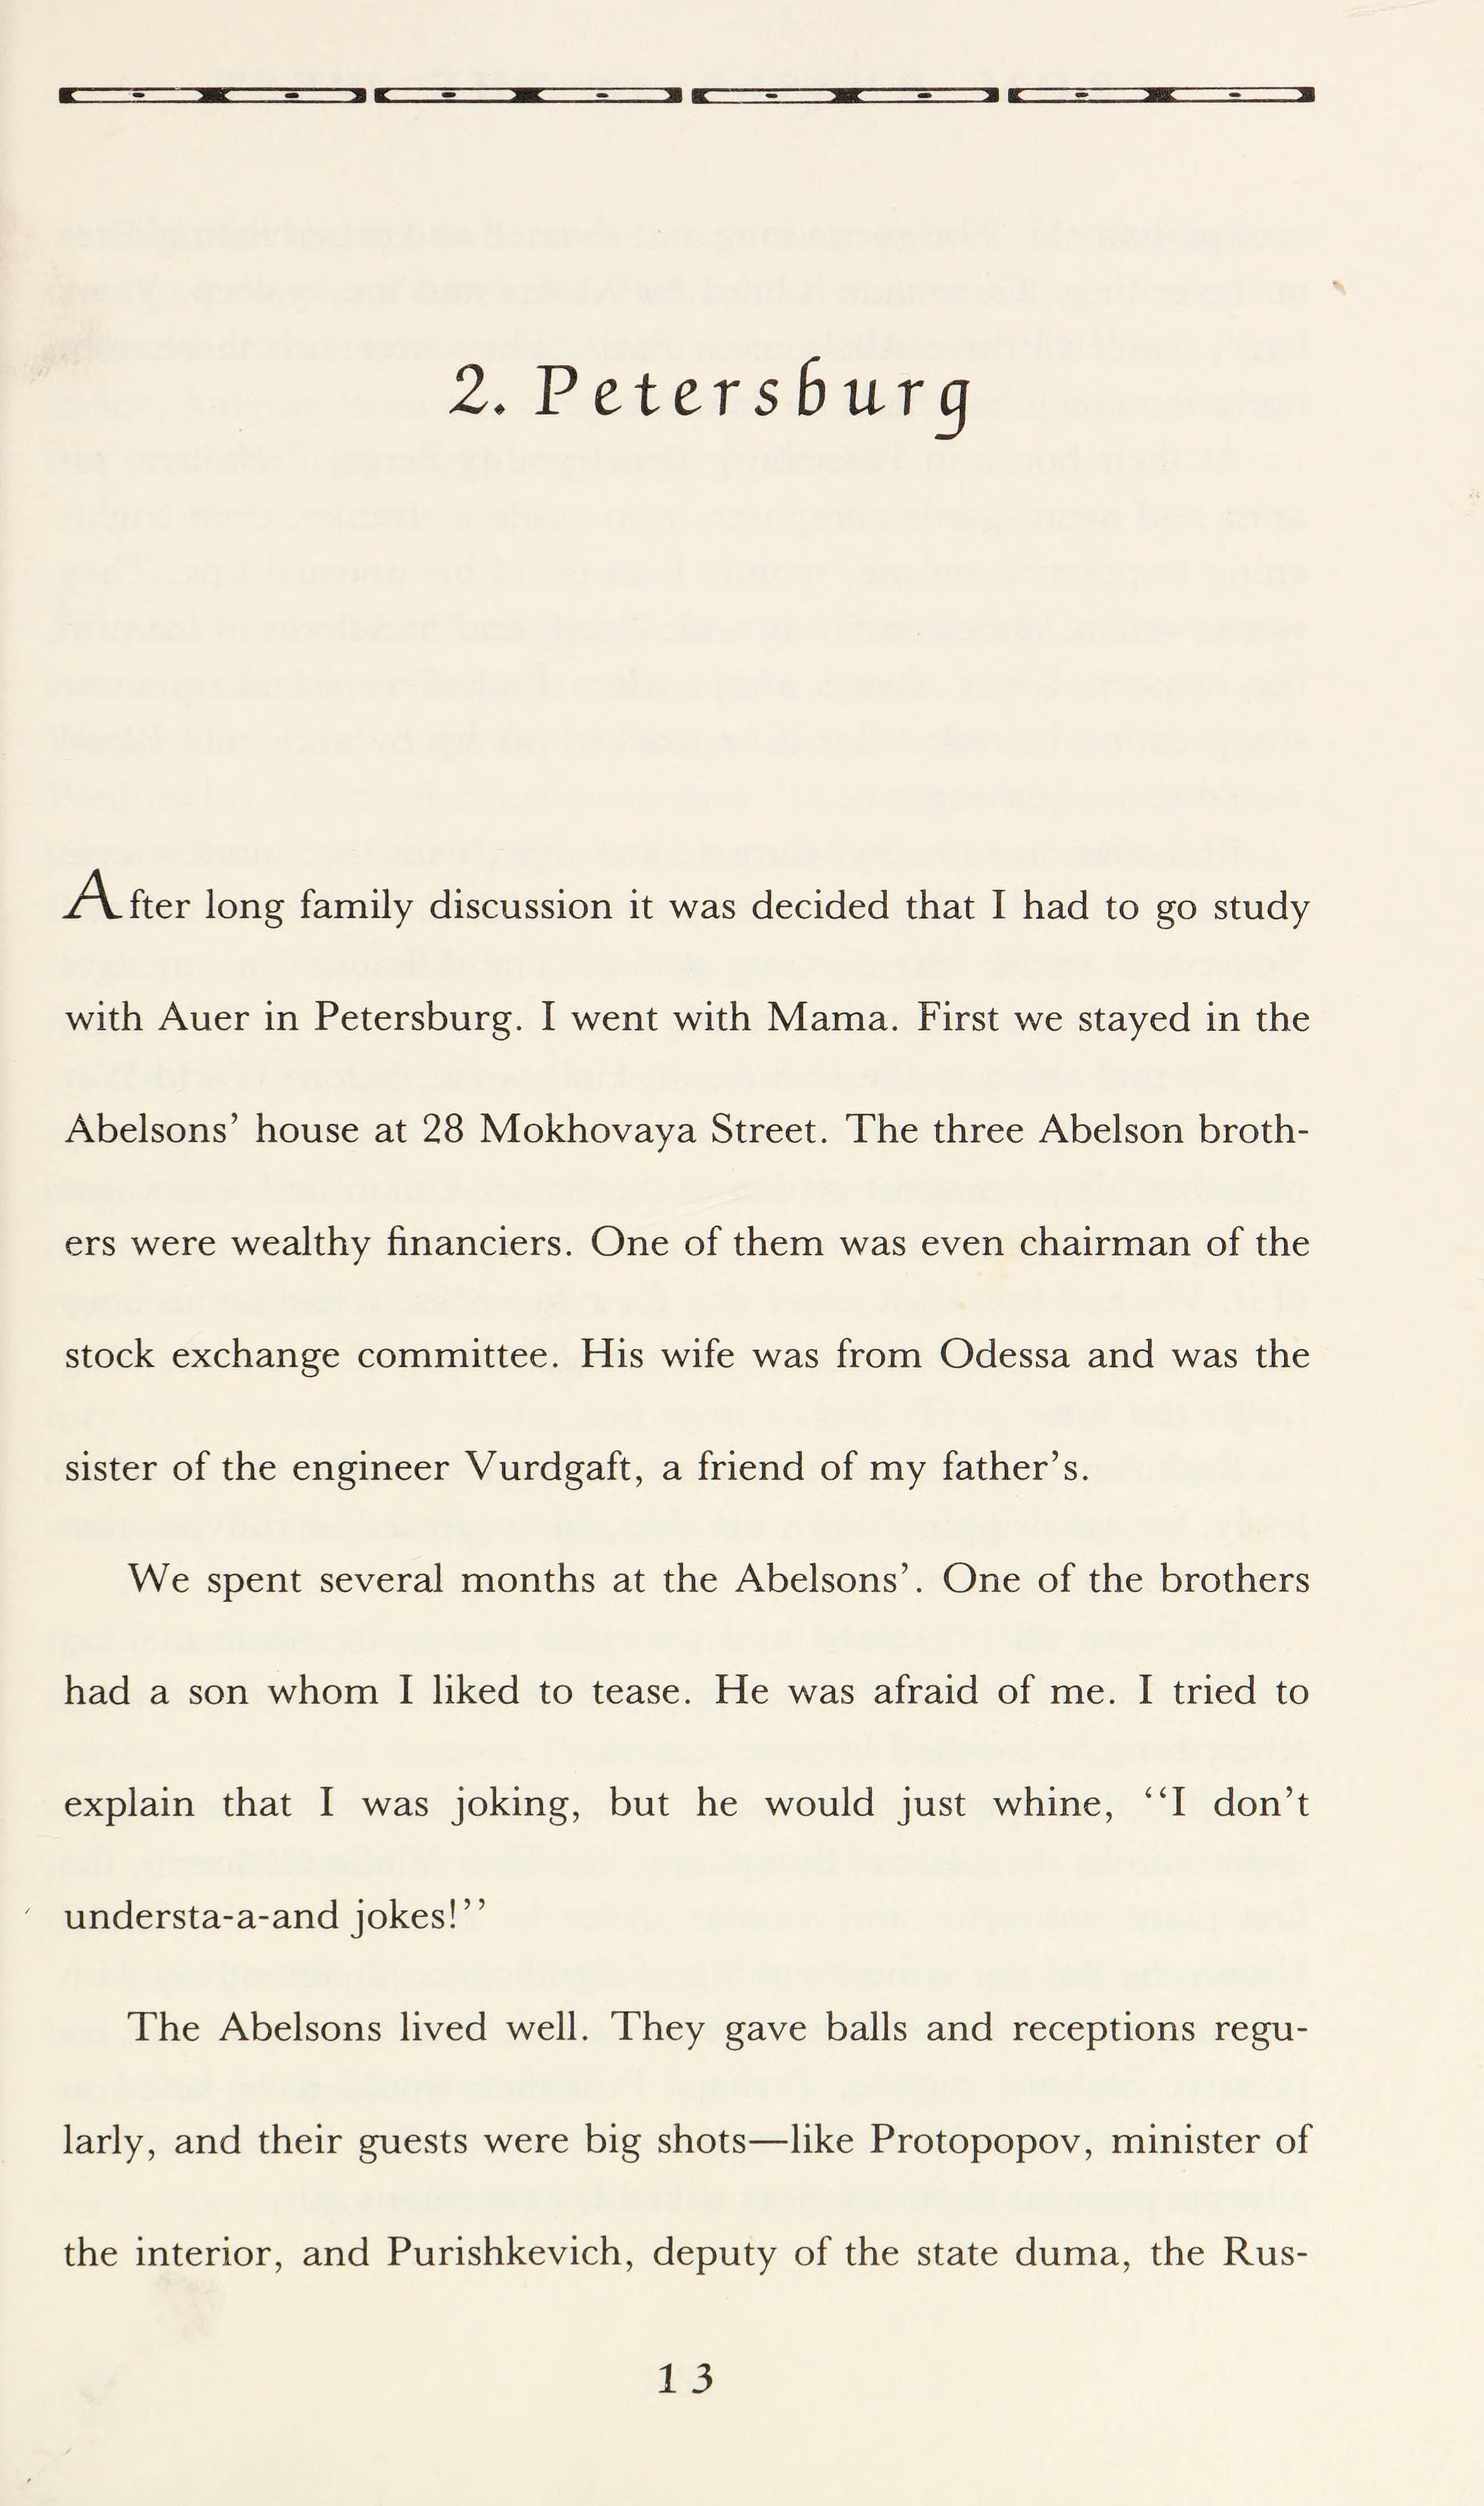 2. Petersburg
After long family discussion it was decided that I had to go study
with Auer in Petersburg. I went with Mama. First we stayed in the
Abelsons’ house at 28 Mokhovaya Street. The three Abelson broth-
ers were wealthy financiers. One of them was even chairman of the
stock exchange committee. His wife was from Odessa and was the
sister of the engineer Vurdgaft, a friend of my father’s.
We spent several months at the Abelsons’. One of the brothers
had a son whom I liked to tease. He was afraid of me. I tried to
explain that I was joking, but he would just whine, “I don’t
understa-a-and jokes!”
The Abelsons lived well. They gave balls and receptions regu-
larly, and their guests were big shots—like Protopopov, minister of
the interior, and Purishkevich, deputy of the state duma, the Rus-
13